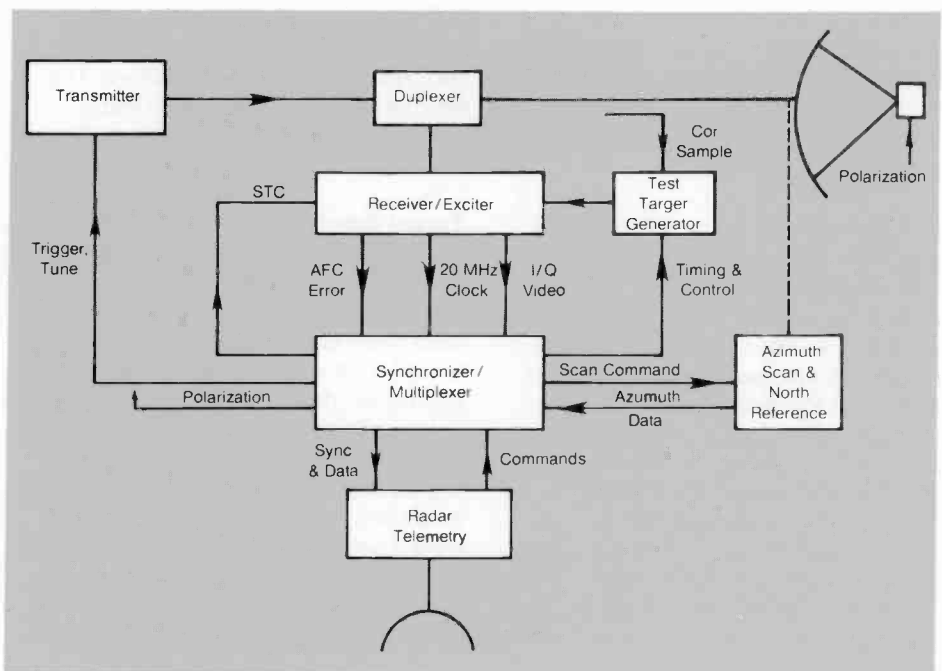 Transmitter
Duplexer
Cor
Sample
Polarization
STC
Receiver/Exciter
Test
Targer
Generator
Trigger,
Tune
AFC
Error
20 MHz
Clock
I/Q
Video
Timing &
Control
Synchronizer/
Multiplexer
Scan Command
Azumuth
Data
Azimuth
Scan &
North
Reference
Polarization
Sync
& Data
Commands
Radar
Telemetry